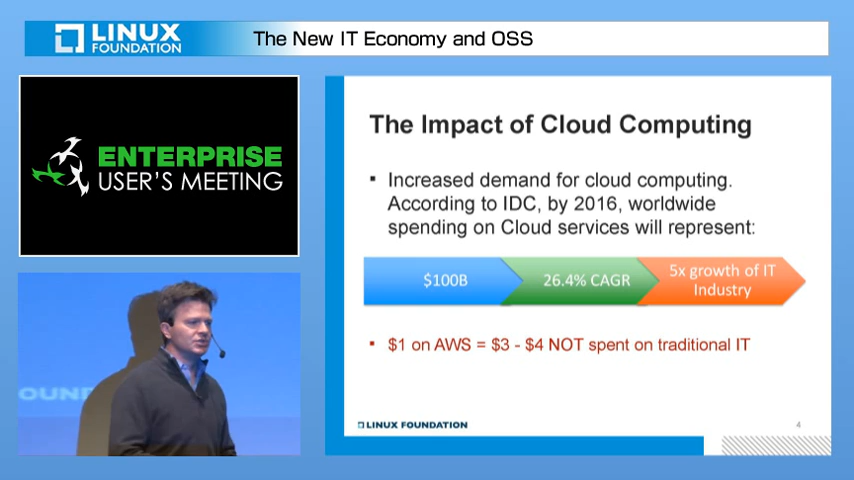 LINUX
FOUNDATION
The New IT Economy and OSS
ENTERPRISE
USER'S MEETING
OUND
The Impact of Cloud Computing
▪ Increased demand for cloud computing.
According to IDC, by 2016, worldwide
spending on Cloud services will represent:
$100B
26.4% CAGR
5x growth of IT
Industry
▪ $1 on AWS = $3 - $4 NOT spent on traditional IT
LINUX FOUNDATION
4